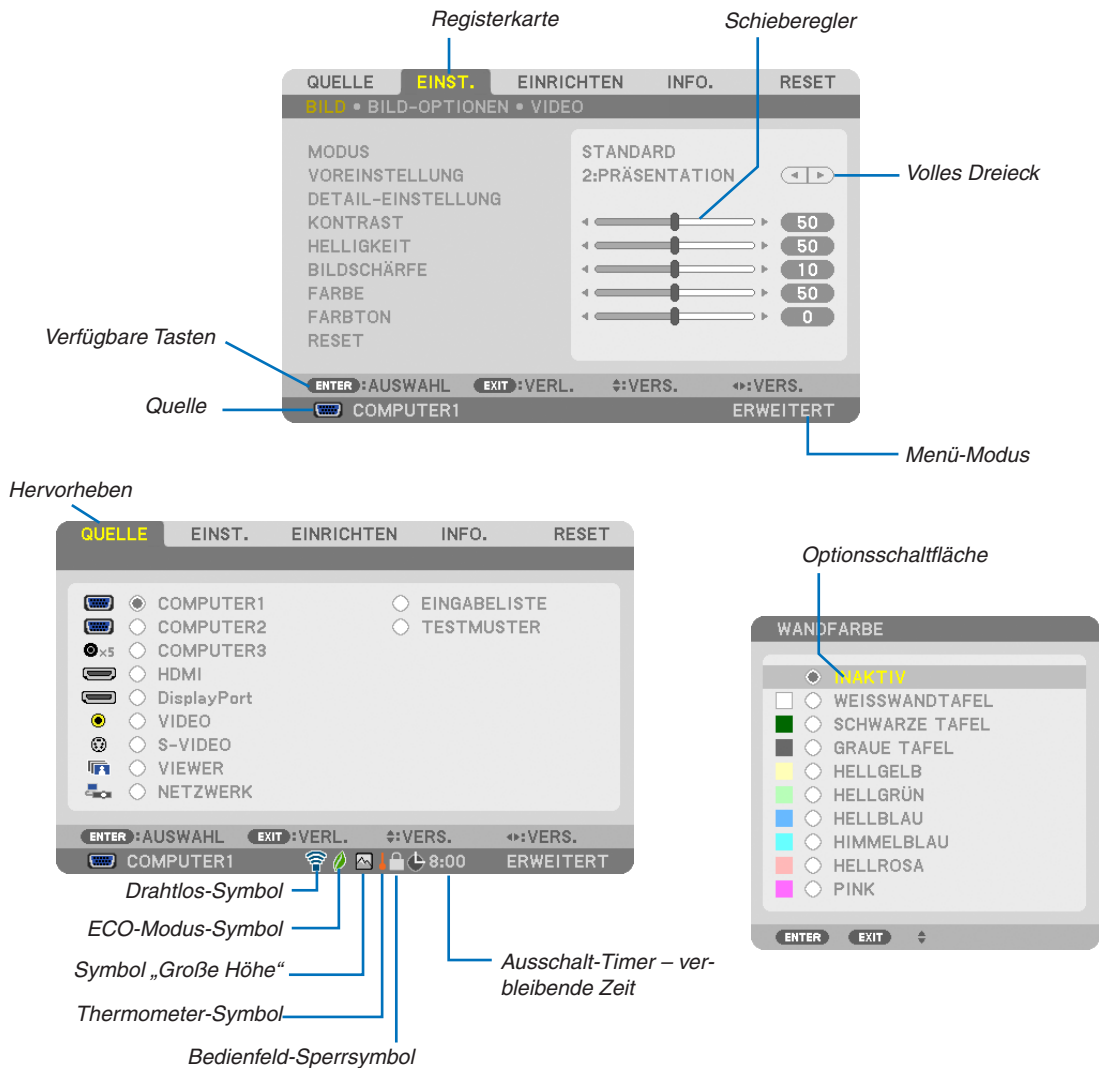 Registerkarte
Schieberegler
QUELLE EINST. EINRICHTEN INFO. RESET
BILD • BILD-OPTIONEN • VIDEO
MODUS STANDARD
VOREINSTELLUNG 2:PRÄSENTATION
Volles Dreieck
DETAIL-EINSTELLUNG
KONTRAST 50
HELLIGKEIT 50
BILDSCHÄRFE 10
FARBE 50
FARBTON 0
RESET
Verfügbare Tasten
ENTER :AUSWAHL EXIT :VERL. :VERS. :VERS.
Quelle
COMPUTER1 ERWEITERT
Menü-Modus
Hervorheben
QUELLE EINST. EINRICHTEN INFO. RESET
COMPUTER1 EINGABELISTE
COMPUTER2 TESTMUSTER
×5 COMPUTER3
HDMI
DisplayPort
VIDEO
S-VIDEO
VIEWER
NETZWERK
ENTER :AUSWAHL EXIT :VERL. :VERS. :VERS.
COMPUTER1 8:00 ERWEITERT
Drahtlos-Symbol
ECO-Modus-Symbol
Symbol „Große Höhe“
Thermometer-Symbol
Bedienfeld-Sperrsymbol
Ausschalt-Timer – ver-
bleibende Zeit
Optionsschaltfläche
WANDFARBE
INAKTIV
WEISSWANDTAFEL
SCHWARZE TAFEL
GRAUE TAFEL
HELLGELB
HELLGRÜN
HELLBLAU
HIMMELBLAU
HELLROSA
PINK
ENTER EXIT